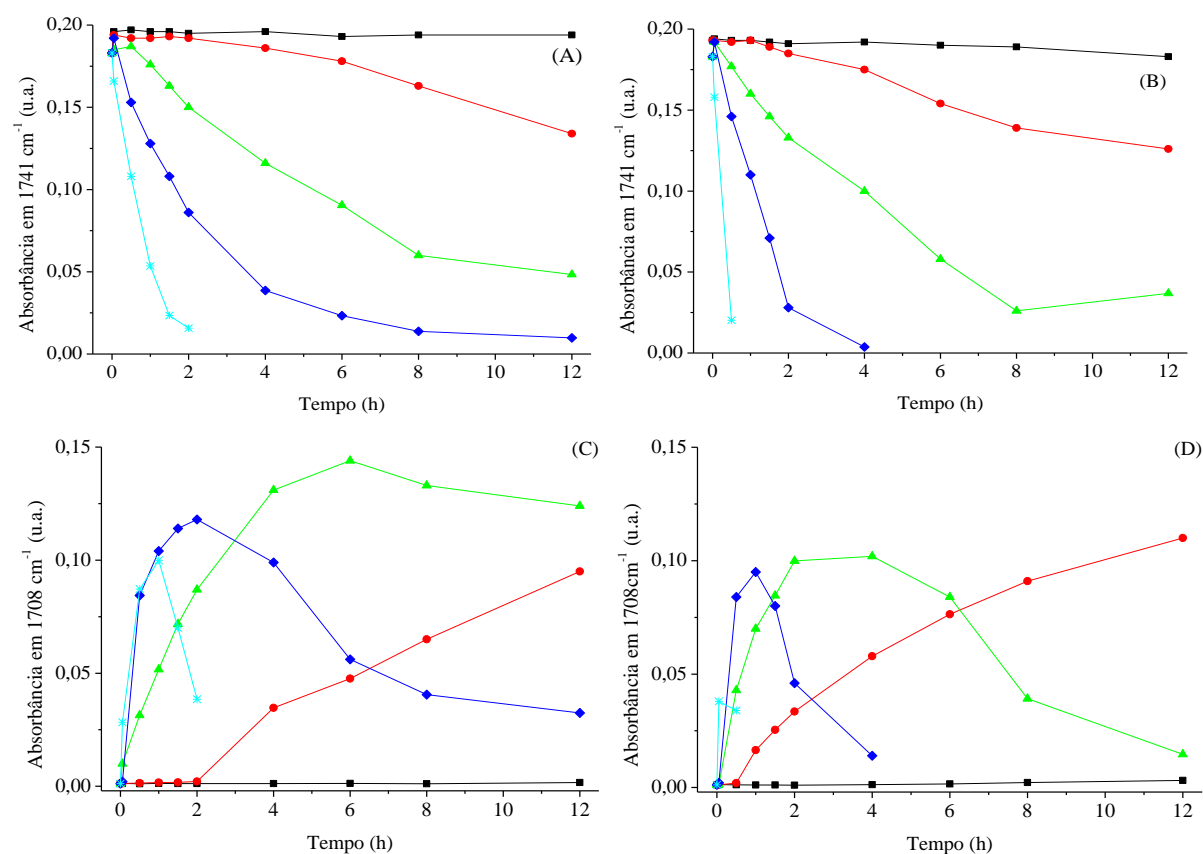 0,20
0,15
0,10
0,05
0,00
Absorbância em 1741 cm⁻¹ (u.a.)
(A)
0 2 4 6 8 10 12
Tempo (h)
0,20
0,15
0,10
0,05
0,00
Absorbância em 1741 cm⁻¹ (u.a.)
(B)
0 2 4 6 8 10 12
Tempo (h)
0,15
0,10
0,05
0,00
Absorbância em 1708 cm⁻¹ (u.a.)
(C)
0 2 4 6 8 10 12
Tempo (h)
0,15
0,10
0,05
0,00
Absorbância em 1708cm⁻¹ (u.a.)
(D)
0 2 4 6 8 10 12
Tempo (h)